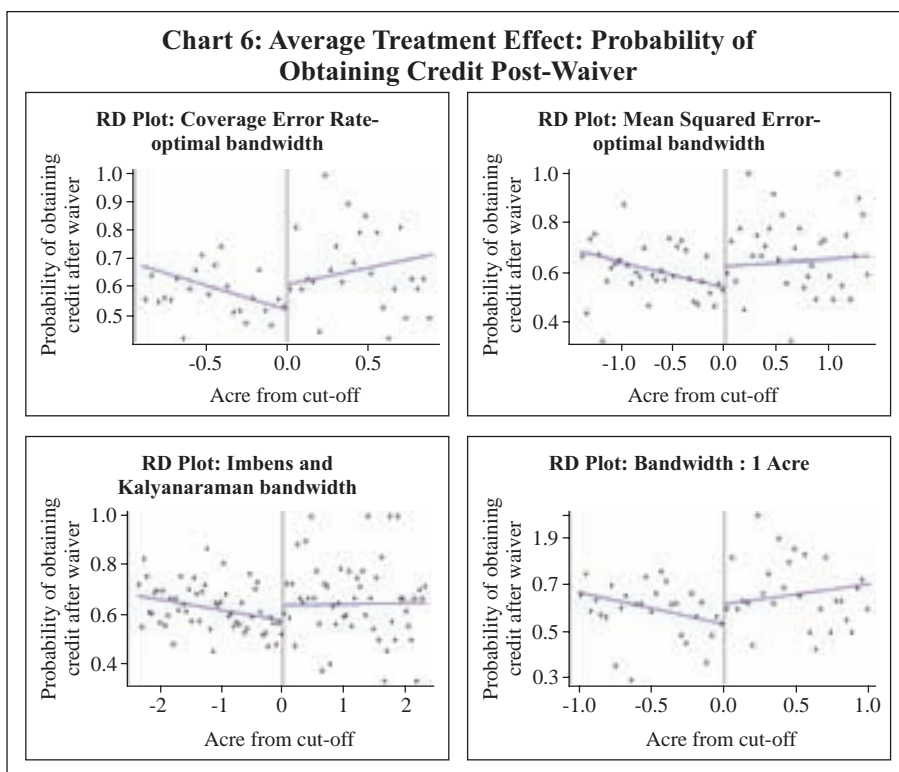 Chart 6: Average Treatment Effect: Probability of
Obtaining Credit Post-Waiver
RD Plot: Coverage Error Rate-
optimal bandwidth
Probability of obtaining
credit after waiver
1.0
0.8
0.7
0.6
0.5
-0.5
0.0
0.5
Acre from cut-off
RD Plot: Mean Squared Error-
optimal bandwidth
Probability of obtaining
credit after waiver
1.0
0.8
0.6
0.4
-1.0
-0.5
0.0
0.5
1.0
Acre from cut-off
RD Plot: Imbens and
Kalyanaraman bandwidth
Probability of obtaining
credit after waiver
1.0
0.8
0.6
0.4
-2
-1
0
1
2
Acre from cut-off
RD Plot: Bandwidth : 1 Acre
Probability of obtaining
credit after waiver
1.9
0.7
0.5
0.3
-1.0
-0.5
0.0
0.5
1.0
Acre from cut-off